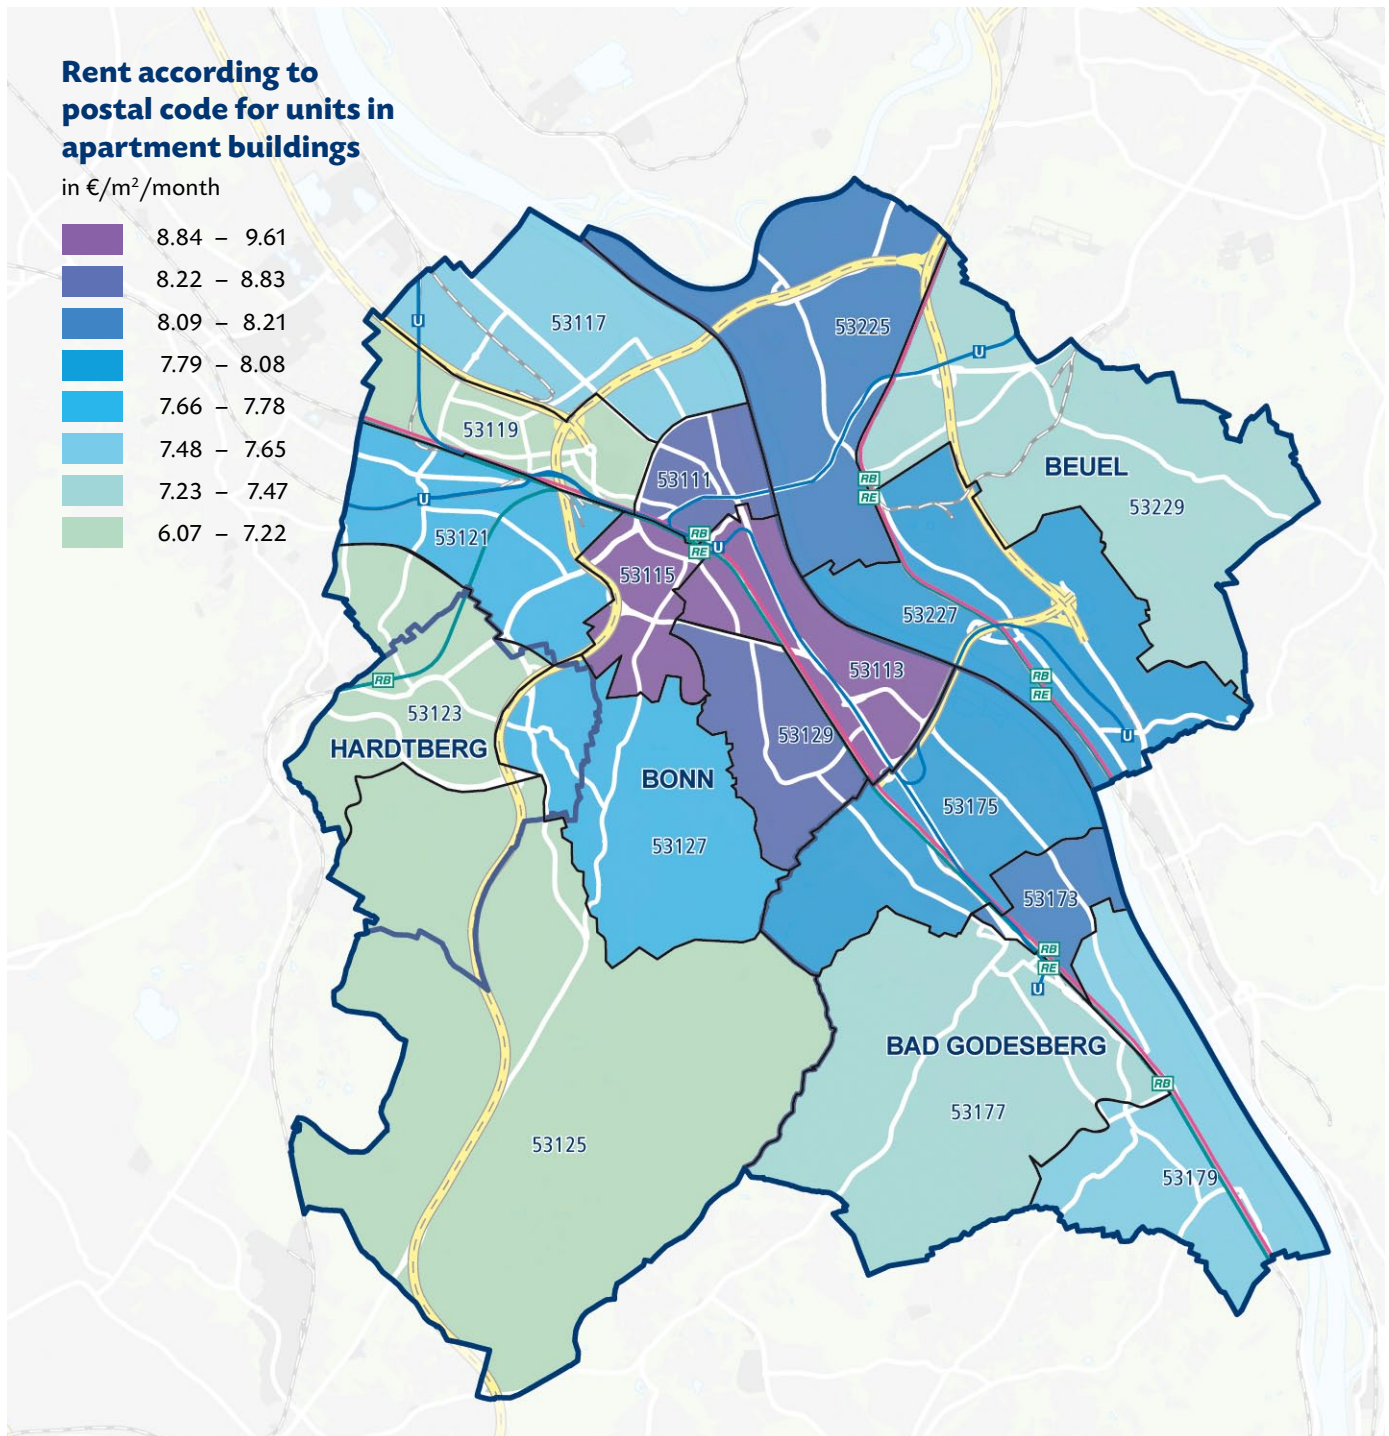 Rent according to
postal code for units in
apartment buildings
in €/m²/month
8.84 – 9.61
8.22 – 8.83
8.09 – 8.21
7.79 – 8.08
7.66 – 7.78
7.48 – 7.65
7.23 – 7.47
6.07 – 7.22
U
53117
53225
U
53119
BEUEL
53111
RB
RE
U
53229
53121
RB
RE
U
53115
53227
53113
RB
RE
RB
53123
53129
U
HARDTBERG
BONN
53175
53127
53173
RB
RE
U
BAD GODESBERG
RB
53177
53125
53179